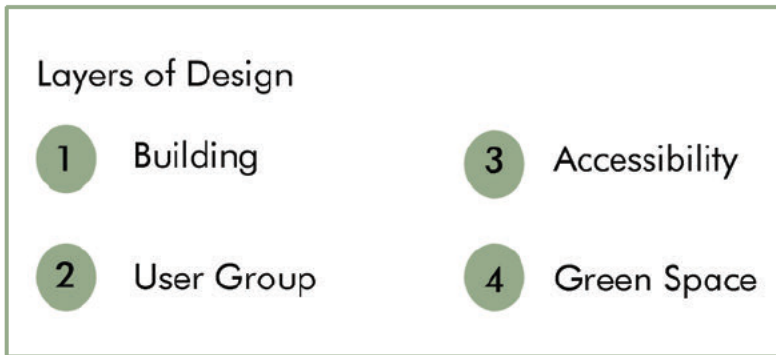 Layers of Design
1 Building
2 User Group
3 Accessibility
4 Green Space